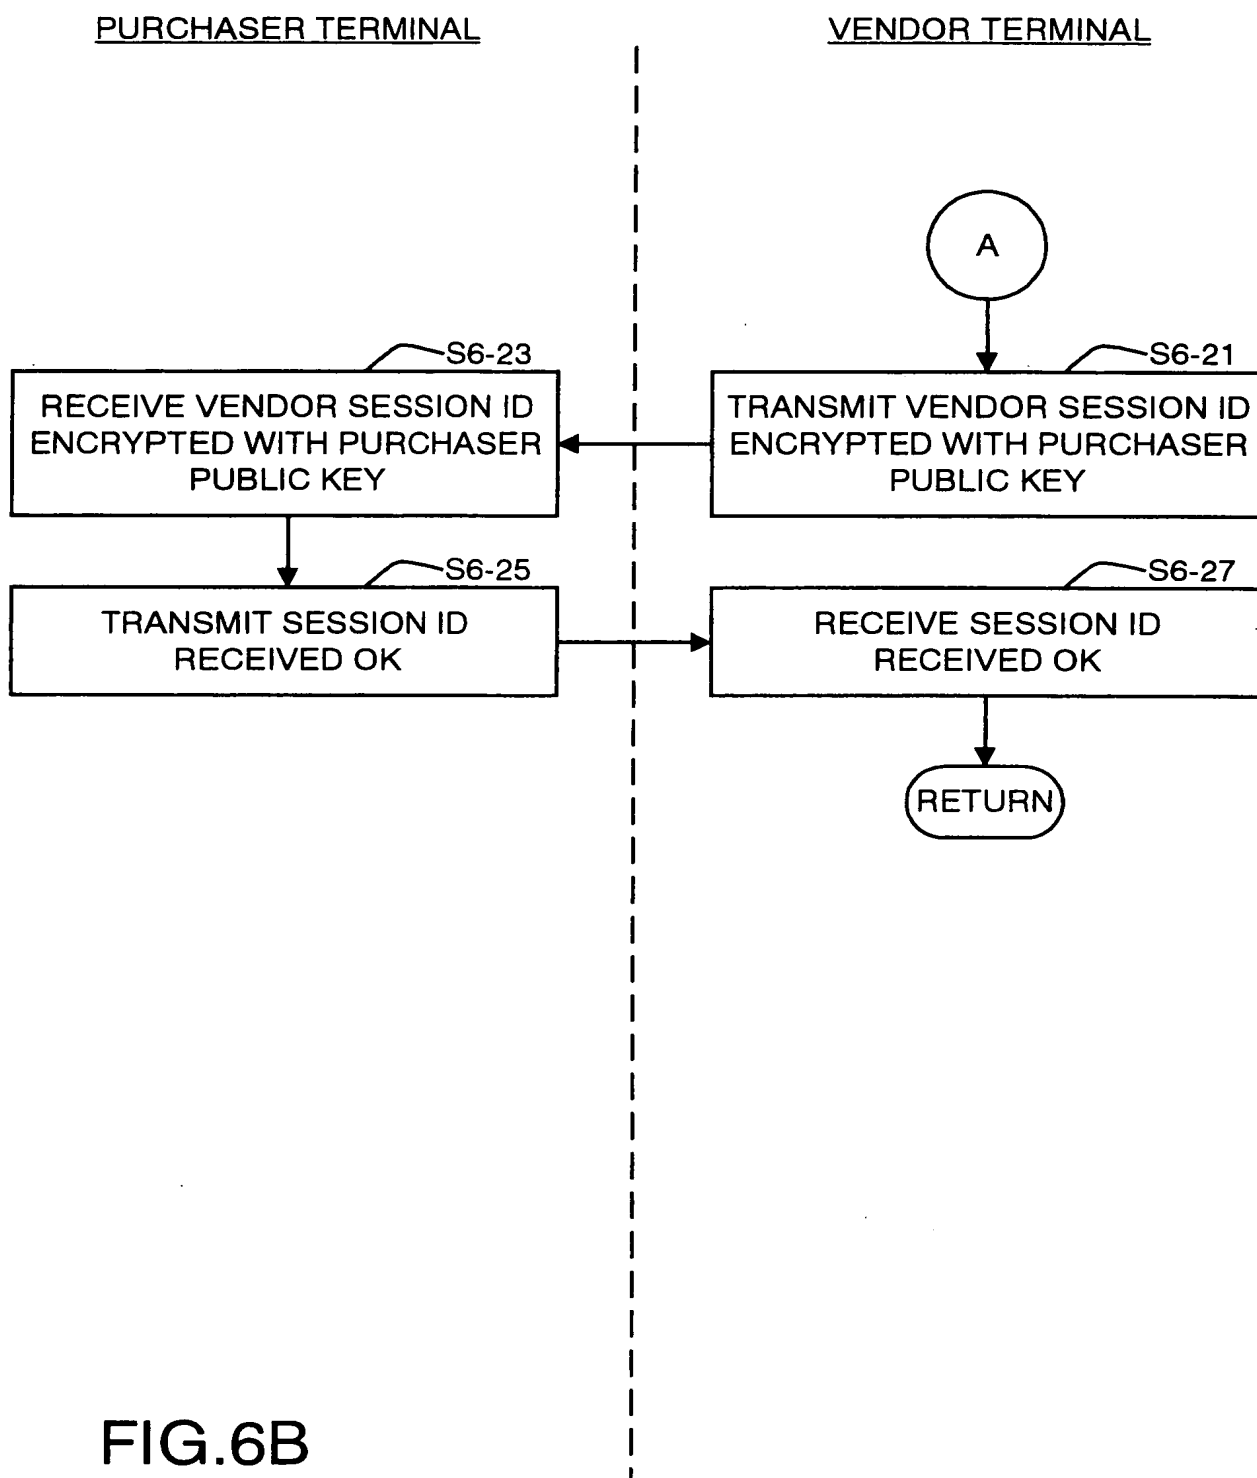 PURCHASER TERMINAL
VENDOR TERMINAL
A
S6-23
S6-21
RECEIVE VENDOR SESSION ID
ENCRYPTED WITH PURCHASER
PUBLIC KEY
TRANSMIT VENDOR SESSION ID
ENCRYPTED WITH PURCHASER
PUBLIC KEY
S6-25
S6-27
TRANSMIT SESSION ID
RECEIVED OK
RECEIVE SESSION ID
RECEIVED OK
RETURN
FIG.6B